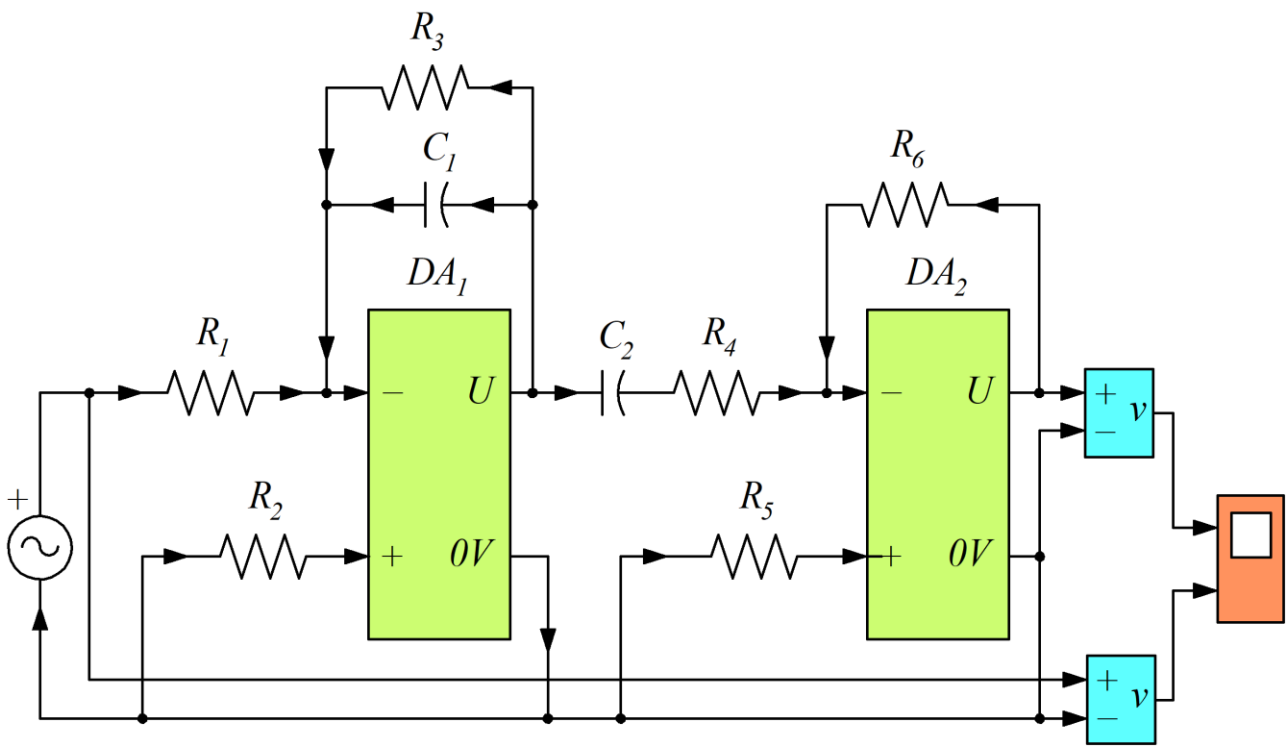 R3
C1
R6
DA1
DA2
R1
C2
R4
− U
− U
+ v
−
+
R2
R5
+ 0V
+ 0V
+ v
−